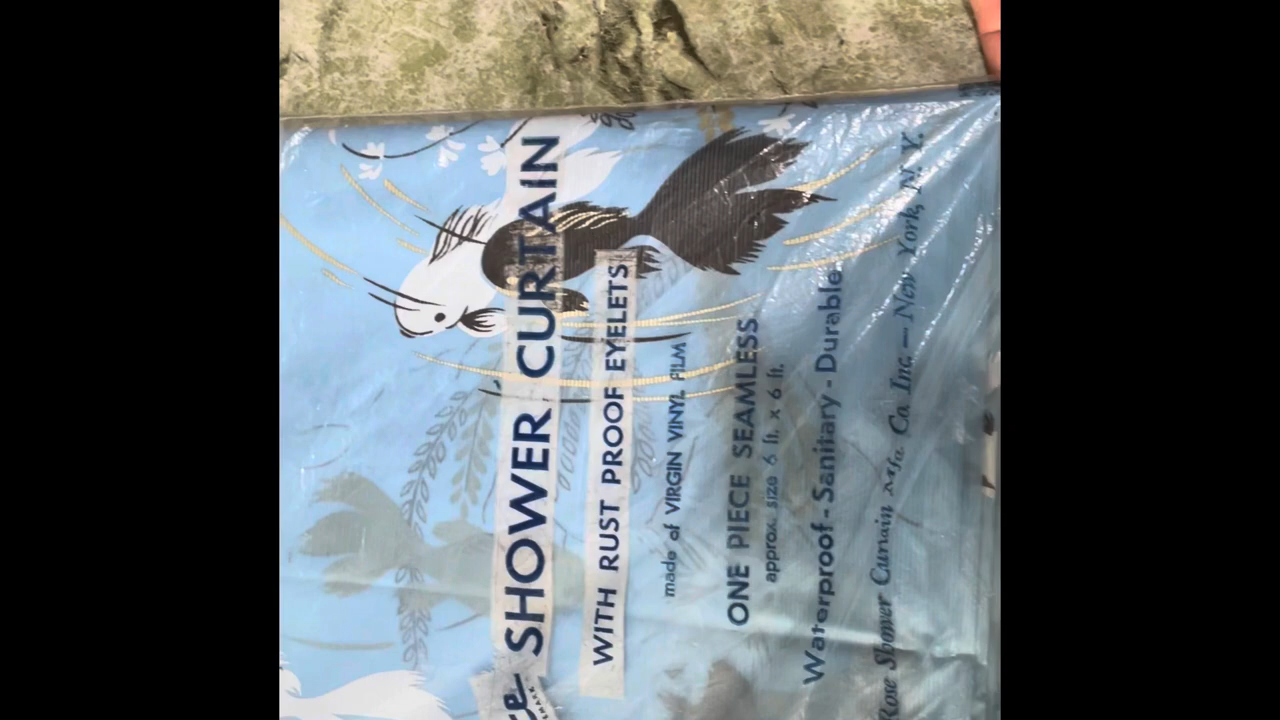 SHOWER CURTAIN
WITH RUST PROOF EYELETS
made of VIRGIN VINYL FILM
ONE PIECE SEAMLESS
approx. size 6 ft. x 6 ft.
Waterproof - Sanitary - Durable
Rose Shower Curtain Mfg. Co Inc. — New York, N. Y.